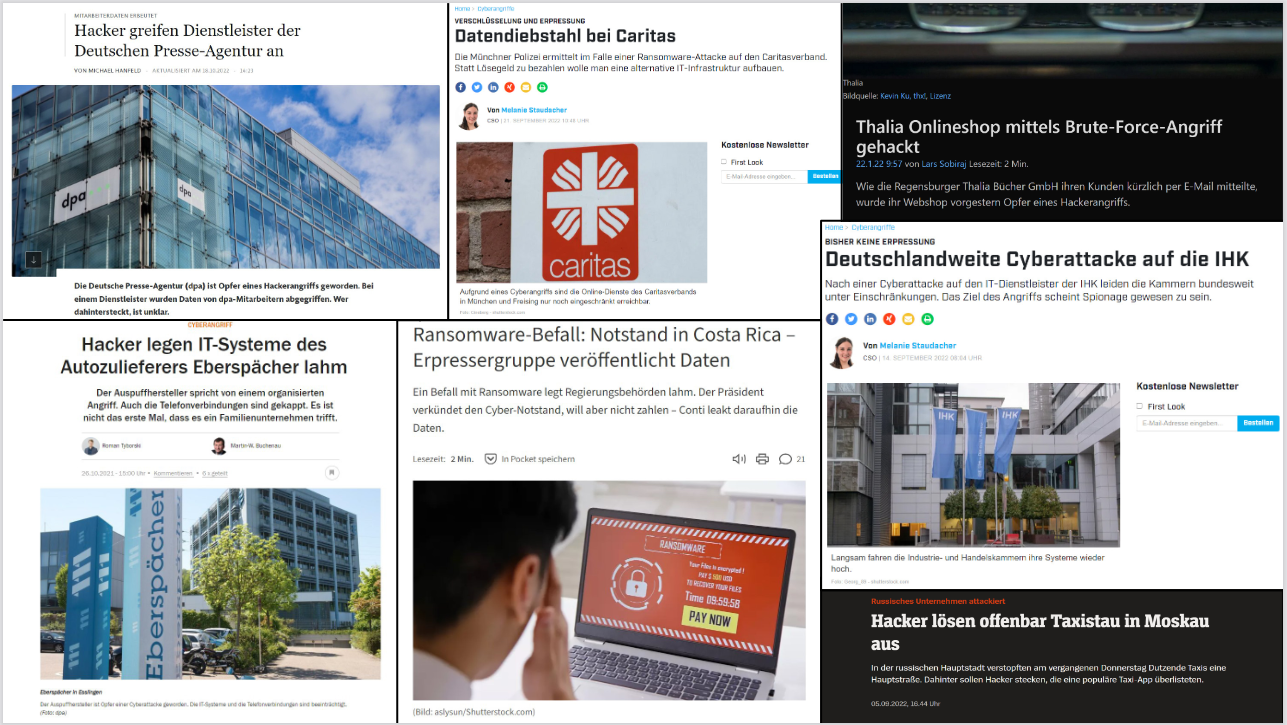 MITARBEITERDATEN ERBEUTET
Hacker greifen Dienstleister der
Deutschen Presse-Agentur an
VON MICHAEL HANFELD - AKTUALISIERT AM 18.10.2022 - 14:23
dpa
dpa
Die Deutsche Presse-Agentur (dpa) ist Opfer eines Hackerangriffs geworden. Bei
einem Dienstleister wurden Daten von dpa-Mitarbeitern abgegriffen. Wer
dahintersteckt, ist unklar.
Home > Cyberangriffe
VERSCHLÜSSELUNG UND ERPRESSUNG
Datendiebstahl bei Caritas
Die Münchner Polizei ermittelt im Falle einer Ransomware-Attacke auf den Caritasverband.
Statt Lösegeld zu bezahlen wolle man eine alternative IT-Infrastruktur aufbauen.
Von Melanie Staudacher
CSO | 21. SEPTEMBER 2022 UHR
Kostenlose Newsletter
First Look
E-Mail-Adresse eingeben...
Bestellen
caritas
Aufgrund eines Cyberangriffs sind die Online-Dienste des Caritasverbands
in München und Freising nur noch eingeschränkt erreichbar.
Thalia
Bildquelle: Kevin Ku, thxl, Lizenz
Thalia Onlineshop mittels Brute-Force-Angriff
gehackt
22.1.22 9:57 von Lars Sobiraj Lesezeit: 2 Min.
Wie die Regensburger Thalia Bücher GmbH ihren Kunden kürzlich per E-Mail mitteilte,
wurde ihr Webshop vorgestern Opfer eines Hackerangriffs.
Home > Cyberangriffe
BISHER KEINE ERPRESSUNG
Deutschlandweite Cyberattacke auf die IHK
Nach einer Cyberattacke auf den IT-Dienstleister der IHK leiden die Kammern bundesweit
unter Einschränkungen. Das Ziel des Angriffs scheint Spionage gewesen zu sein.
Von Melanie Staudacher
CSO | 14. SEPTEMBER 2022 08:04 UHR
Kostenlose Newsletter
First Look
E-Mail-Adresse eingeben...
Bestellen
IHK
IHK
IHK
Langsam fahren die Industrie- und Handelskammern ihre Systeme wieder
hoch.
CYBERANGRIFF
Hacker legen IT-Systeme des
Autozulieferers Eberspächer lahm
Der Auspuffhersteller spricht von einem organisierten
Angriff. Auch die Telefonverbindungen sind gekappt. Es ist
nicht das erste Mal, dass es ein Familienunternehmen trifft.
Roman Tyborski
Martin-W. Buchenau
26.10.2021 - 15:00 Uhr • Kommentieren • 6 x geteilt
Eberspächer
Eberspächer in Esslingen
Der Auspuffhersteller ist Opfer einer Cyberattacke geworden. Die IT-Systeme und die Telefonverbindungen sind beeinträchtigt.
(Foto: dpa)
Ransomware-Befall: Notstand in Costa Rica –
Erpressergruppe veröffentlicht Daten
Ein Befall mit Ransomware legt Regierungsbehörden lahm. Der Präsident
verkündet den Cyber-Notstand, will aber nicht zahlen – Conti leakt daraufhin die
Daten.
Lesezeit: 2 Min.
In Pocket speichern
21
RANSOMWARE
Your Files is encrypted !
PAY $ 500 USD
TO RECOVER YOUR FILES
Time 09:59:58
PAY NOW
(Bild: aslysun/Shutterstock.com)
Russisches Unternehmen attackiert
Hacker lösen offenbar Taxistau in Moskau
aus
In der russischen Hauptstadt verstopften am vergangenen Donnerstag Dutzende Taxis eine
Hauptstraße. Dahinter sollen Hacker stecken, die eine populäre Taxi-App überlisteten.
05.09.2022, 16.44 Uhr